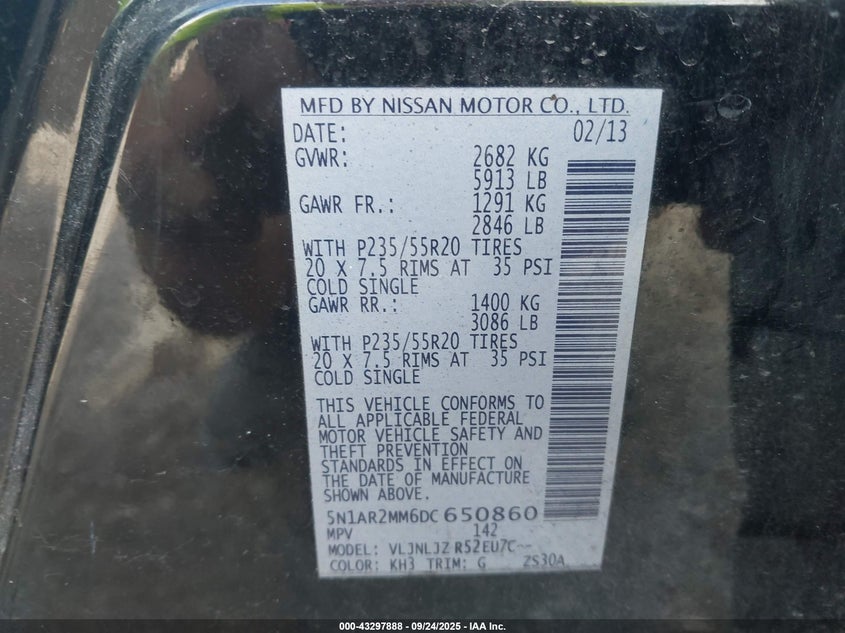 MFD BY NISSAN MOTOR CO., LTD.
DATE: 02/13
GVWR: 2682 KG
5913 LB
GAWR FR.: 1291 KG
2846 LB
WITH P235/55R20 TIRES
20 X 7.5 RIMS AT 35 PSI
COLD SINGLE
GAWR RR.: 1400 KG
3086 LB
WITH P235/55R20 TIRES
20 X 7.5 RIMS AT 35 PSI
COLD SINGLE
THIS VEHICLE CONFORMS TO
ALL APPLICABLE FEDERAL
MOTOR VEHICLE SAFETY AND
THEFT PREVENTION
STANDARDS IN EFFECT ON
THE DATE OF MANUFACTURE
SHOWN ABOVE.
5N1AR2MM6DC650860
MPV 142
MODEL: VLJNLJZ R52EU7C--
COLOR: KH3 TRIM: G ZS30A
000-43297888 - 09/24/2025 - IAA Inc.